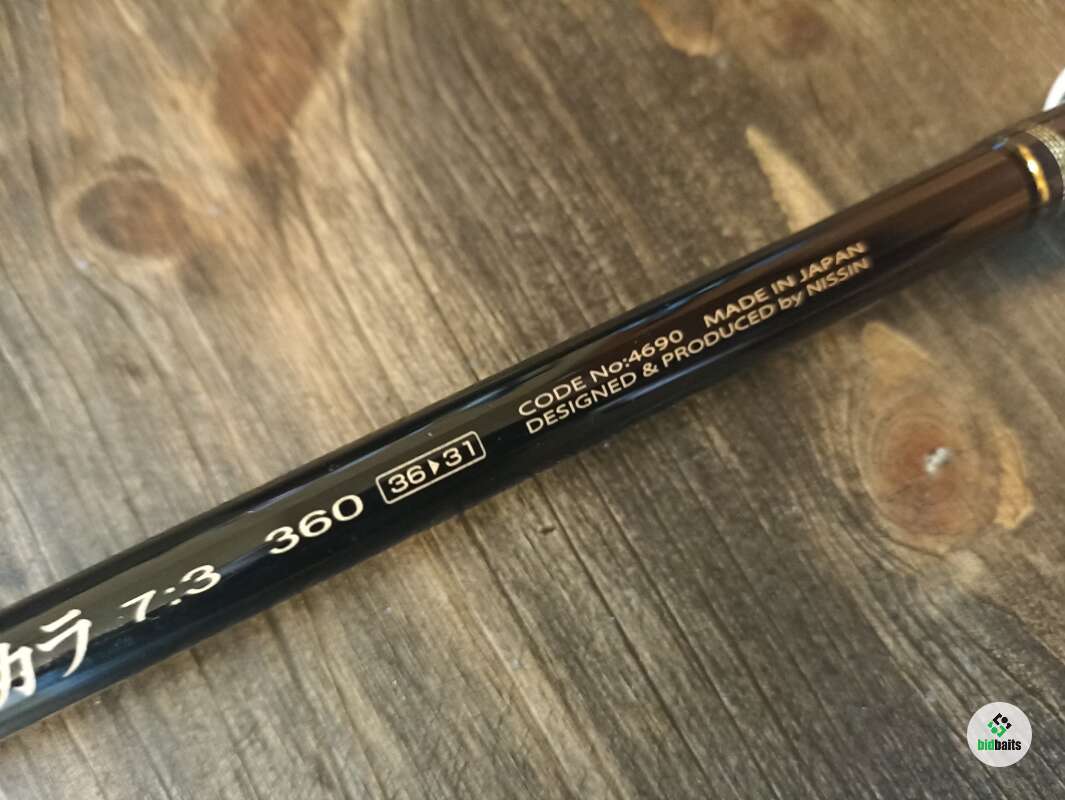 カラ 7:3 360 36▶31
CODE No:4690 MADE IN JAPAN
DESIGNED & PRODUCED by NISSIN
bidbaits